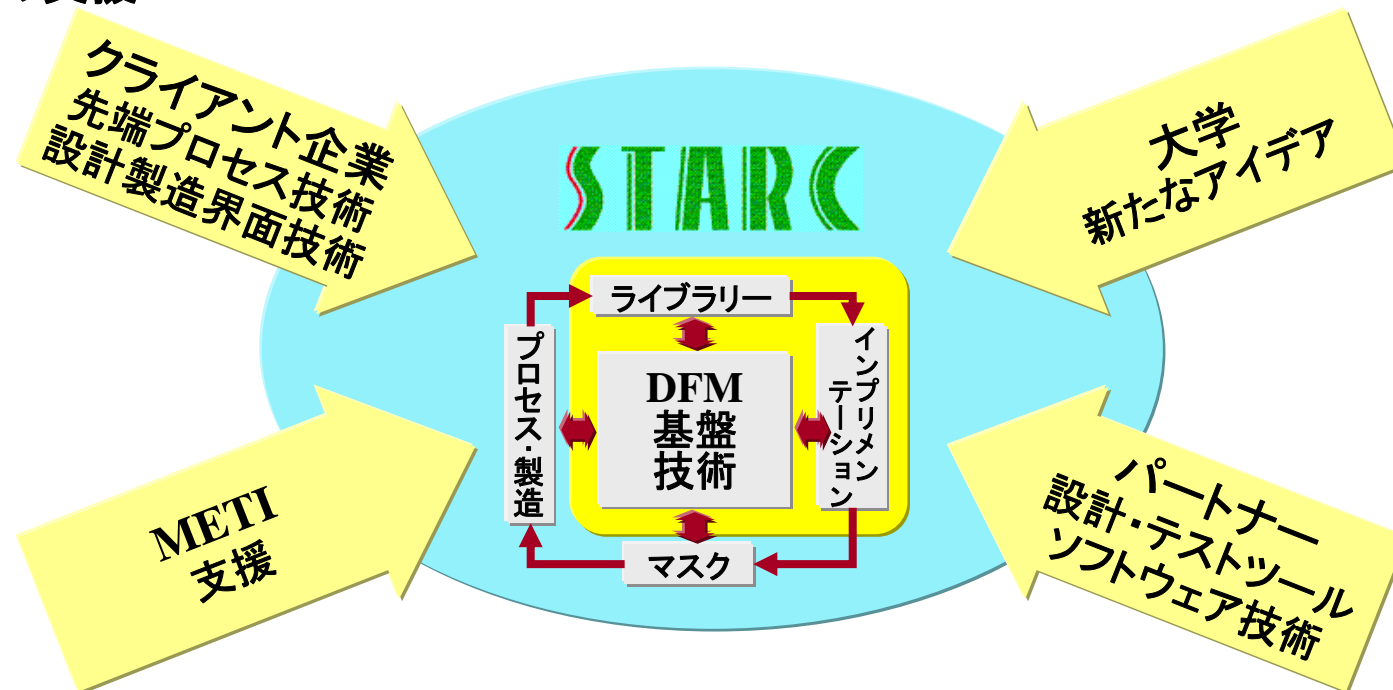 クライアント企業
先端プロセス技術
設計製造界面技術
大学
新たなアイデア
STARC
ライブラリー
プロセス・製造
DFM
基盤
技術
インプリメン
テーション
マスク
METI
支援
パートナー
設計・テストツール
ソフトウェア技術